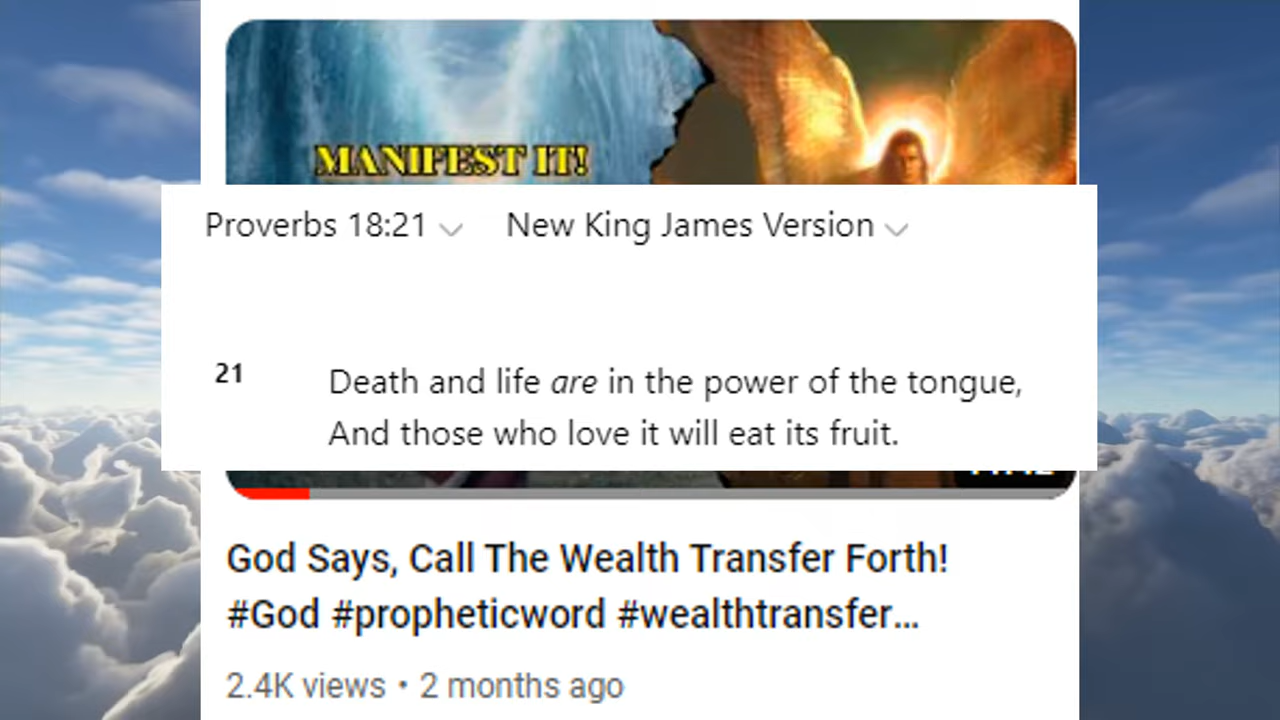 MANIFEST IT!
Proverbs 18:21 New King James Version
21 Death and life are in the power of the tongue,
And those who love it will eat its fruit.
God Says, Call The Wealth Transfer Forth!
#God #propheticword #wealthtransfer...
2.4K views • 2 months ago